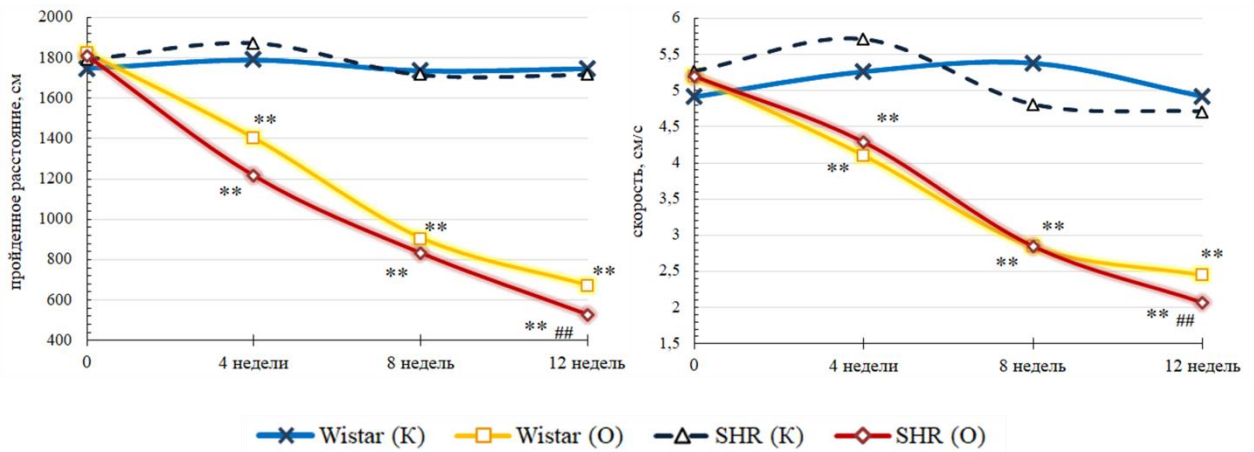 пройденное расстояние, см
2000
1800
1600
1400
1200
1000
800
600
400
** 
**
**
**
**
** ##
0
4 недели
8 недель
12 недель
скорость, см/с
6
5,5
5
4,5
4
3,5
3
2,5
2
1,5
**
**
**
**
**
** ##
0
4 недели
8 недель
12 недель
Wistar (К)
Wistar (О)
SHR (К)
SHR (О)